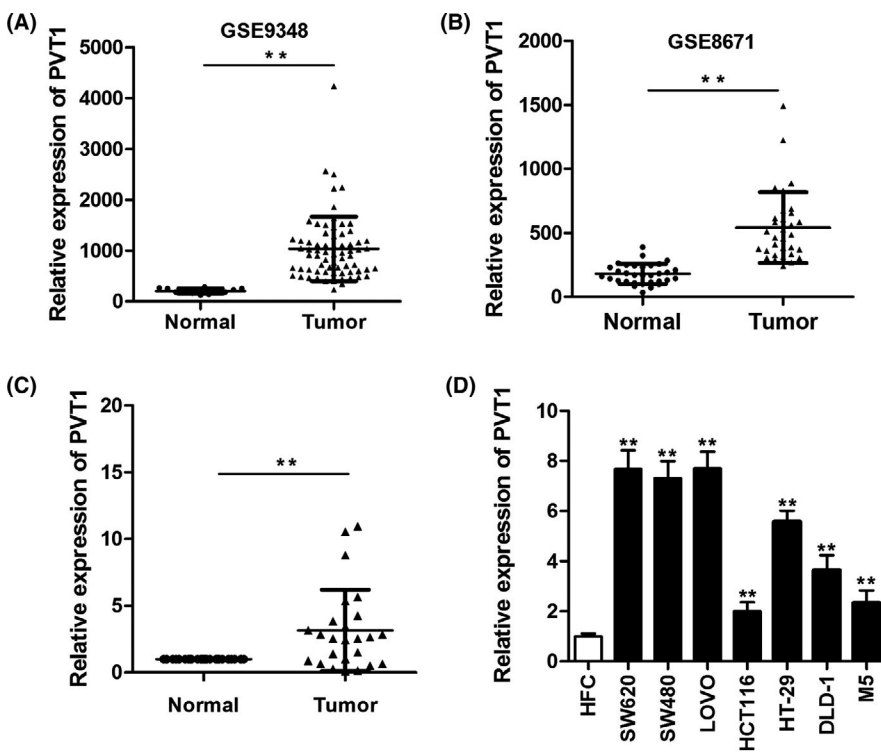 (A)
GSE9348
* *
Relative expression of PVT1
5000
4000
3000
2000
1000
0
Normal
Tumor
(B)
GSE8671
* *
Relative expression of PVT1
2000
1500
1000
500
0
Normal
Tumor
(C)
* *
Relative expression of PVT1
20
15
10
5
0
Normal
Tumor
(D)
Relative expression of PVT1
10
8
6
4
2
0
**
**
**
**
**
**
**
HFC
SW620
SW480
LOVO
HCT116
HT-29
DLD-1
M5